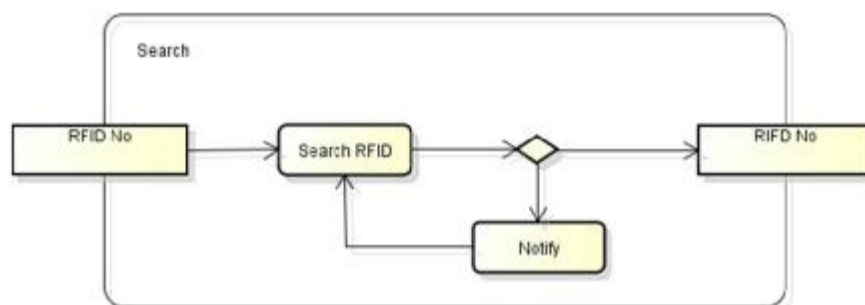 Search
RFID No
Search RFID
RIFD No
Notify